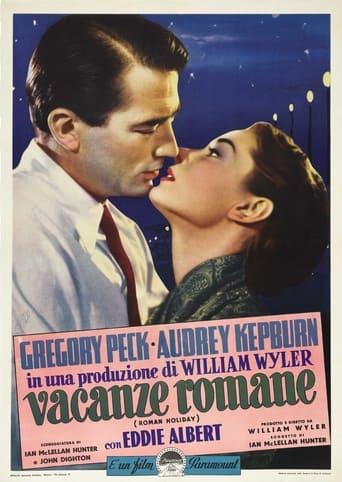 GREGORY PECK · AUDREY HEPBURN
in una produzione di WILLIAM WYLER
vacanze romane
(ROMAN HOLIDAY)
SCENEGGIATURA DI
IAN McLELLAN HUNTER
e JOHN DIGHTON
con EDDIE ALBERT
PRODOTTO E DIRETTO DA
WILLIAM WYLER
SOGGETTO DI
IAN McLELLAN HUNTER
È un film Paramount